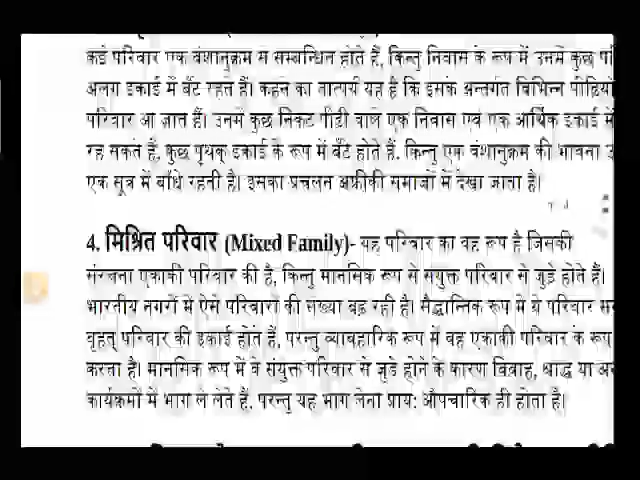 कई परिवार एक वंशानुक्रम से सम्बन्धित होते हैं, किन्तु निवास के रूप में उनमें कुछ
अलग इकाई में बँट रहते हैं। कहने का तात्पर्य यह है कि इसके अन्तर्गत विभिन्न पीढ़ियों
परिवार आ जाते हैं। उनमें कुछ निकट पीढ़ी वाले एक निवास एवं एक आर्थिक इकाई में
रह सकते हैं, कुछ पृथक् इकाई के रूप में बँटे होते हैं. किन्तु एक वंशानुक्रम की भावना
एक सूत्र में बाँधे रहती है। इसका प्रचलन अफ्रीकी समाजों में देखा जाता है।
4. मिश्रित परिवार (Mixed Family)- यह परिवार का वह रूप है जिसकी
संरचना एकाकी परिवार की है, किन्तु मानसिक रूप से संयुक्त परिवार से जुड़े होते हैं।
भारतीय नगरों में ऐसे परिवारों की संख्या बढ़ रही है। सैद्धान्तिक रूप में ये परिवार
वृहत् परिवार की इकाई होते हैं, परन्तु व्यावहारिक रूप में वह एकाकी परिवार के रूप
करता है। मानसिक रूप में वे संयुक्त परिवार से जुड़े होने के कारण विवाह, श्राद्ध या
कार्यक्रमों में भाग ले लेते हैं. परन्तु यह भाग लेना प्राय: औपचारिक ही होता है।